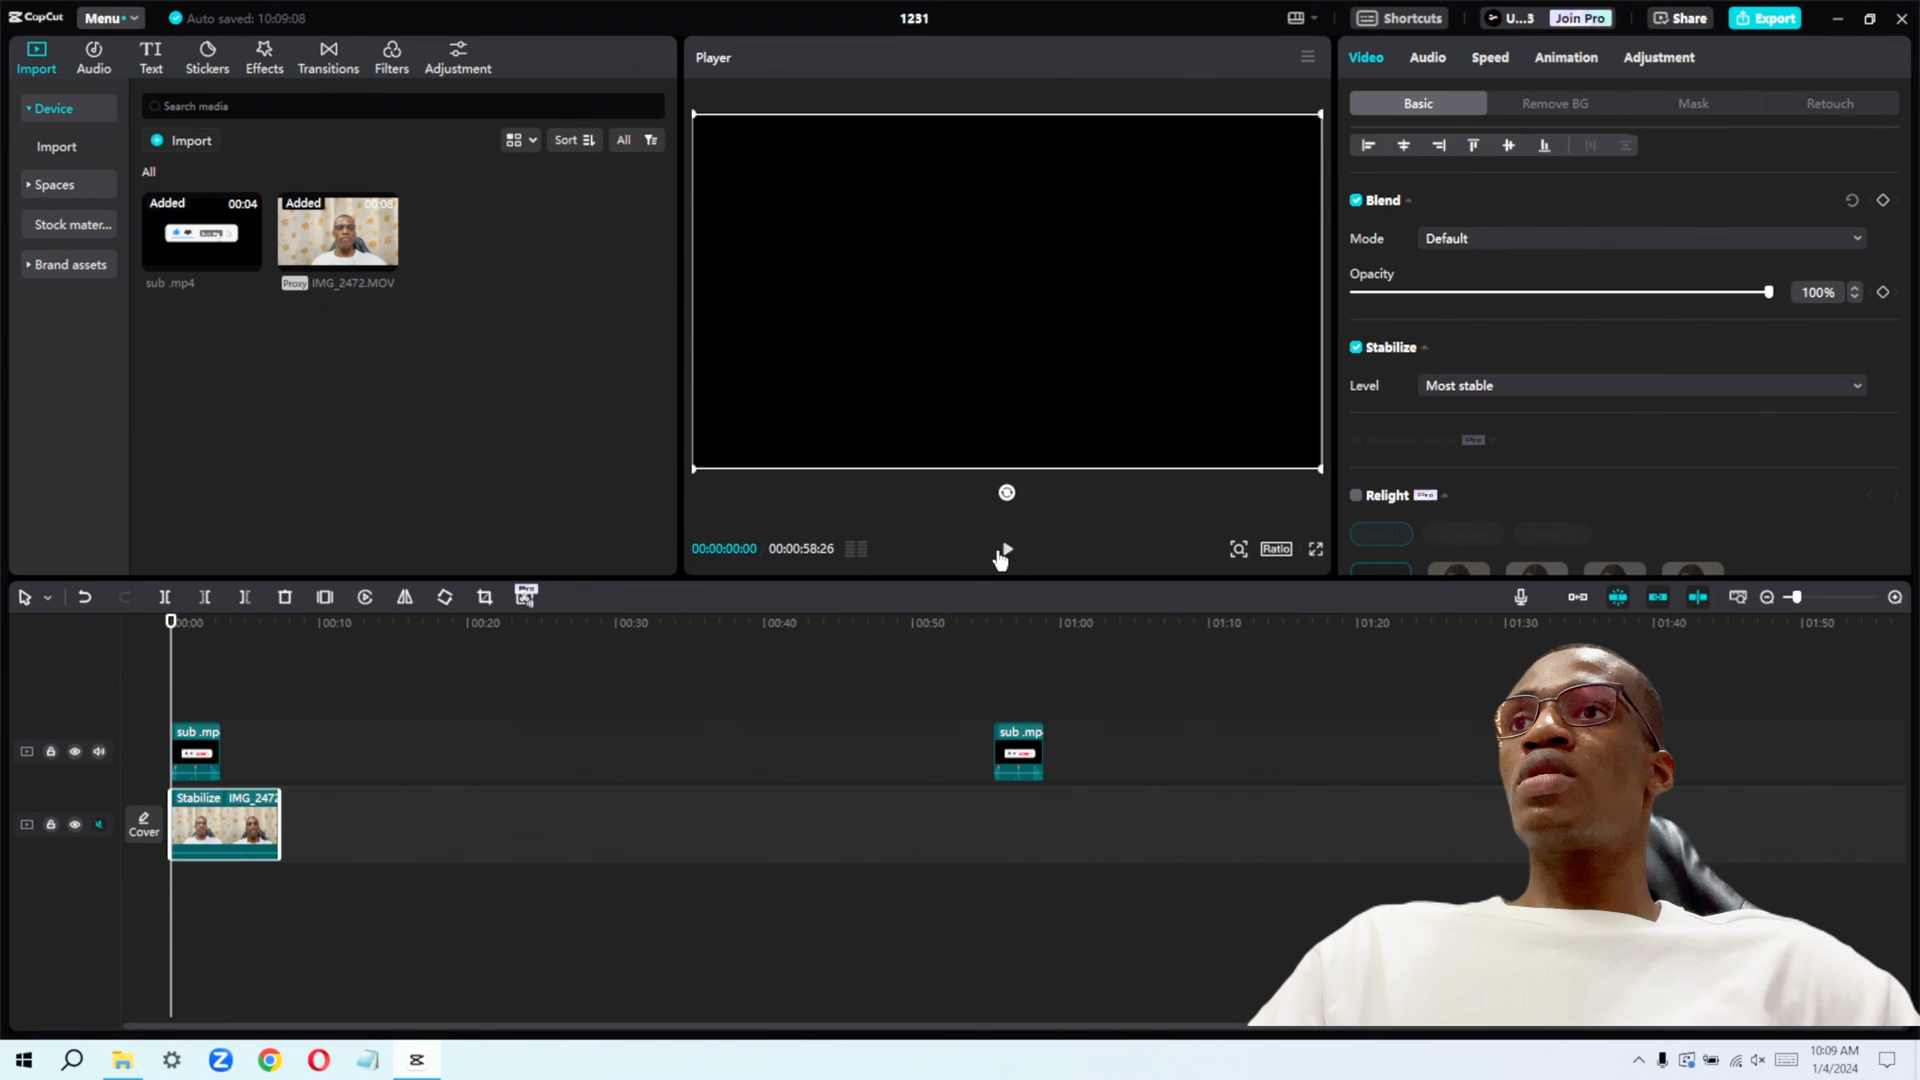 CapCut
Menu
Auto saved: 10:09:08
1231
Shortcuts
U...3
Join Pro
Share
Export
Import
Audio
Text
Stickers
Effects
Transitions
Filters
Adjustment
Player
Video
Audio
Speed
Animation
Adjustment
Device
Import
Spaces
Stock mater...
Brand assets
Search media
Import
Sort
All
All
Added 00:04
Added 00:08
sub .mp4
Proxy IMG_2472.MOV
Basic
Remove BG
Mask
Retouch
Blend
Mode Default
Opacity
100%
Stabilize
Level Most stable
Pro
Relight Pro
00:00:00:00 00:00:58:26
Ratio
Pro
00:00
00:10
00:20
00:30
00:40
00:50
01:00
01:10
01:20
01:30
01:40
01:50
sub .mp
sub .mp
Cover
Stabilize IMG_2472
10:09 AM
1/4/2024